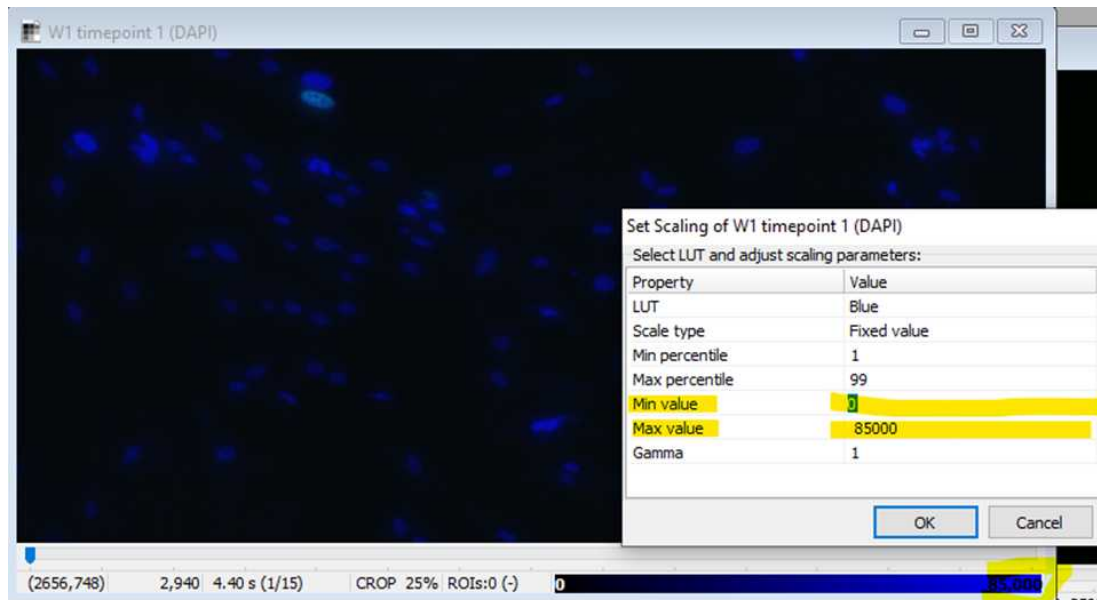 W1 timepoint 1 (DAPI)
Set Scaling of W1 timepoint 1 (DAPI)
Select LUT and adjust scaling parameters:
Property Value
LUT Blue
Scale type Fixed value
Min percentile 1
Max percentile 99
Min value 0
Max value 85000
Gamma 1
OK Cancel
(2656,748) 2,940 4.40 s (1/15) CROP 25% ROIs:0 (-) 0 85,000